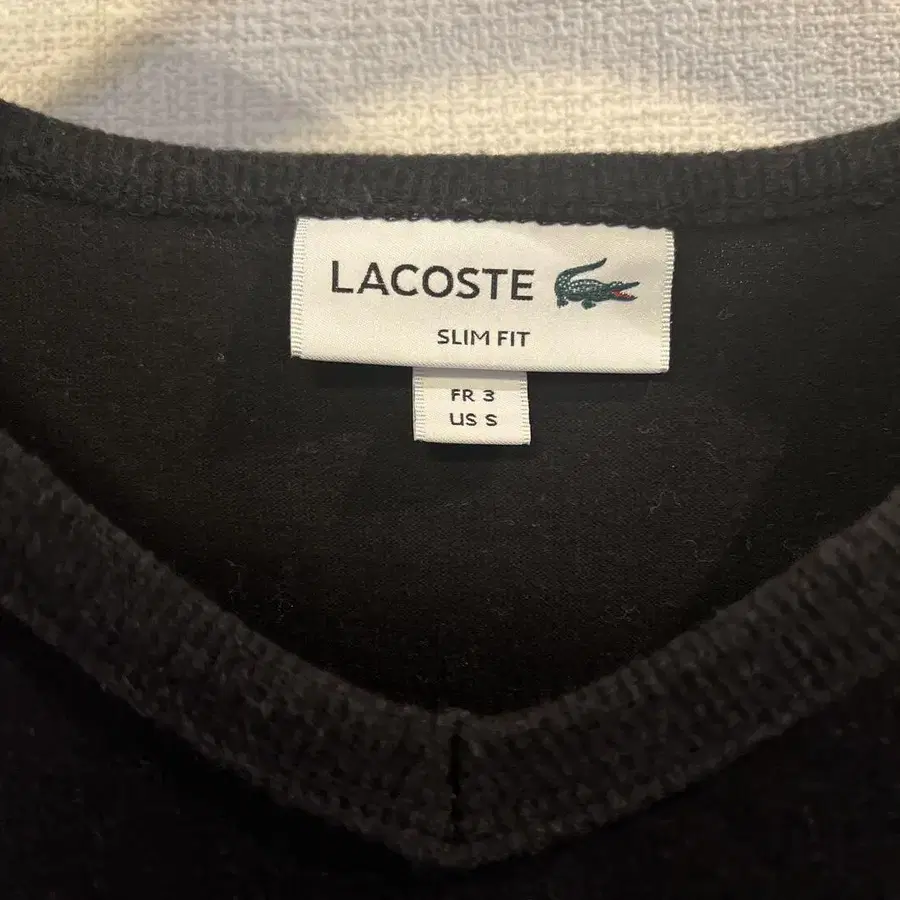 LACOSTE
SLIM FIT
FR 3
US S